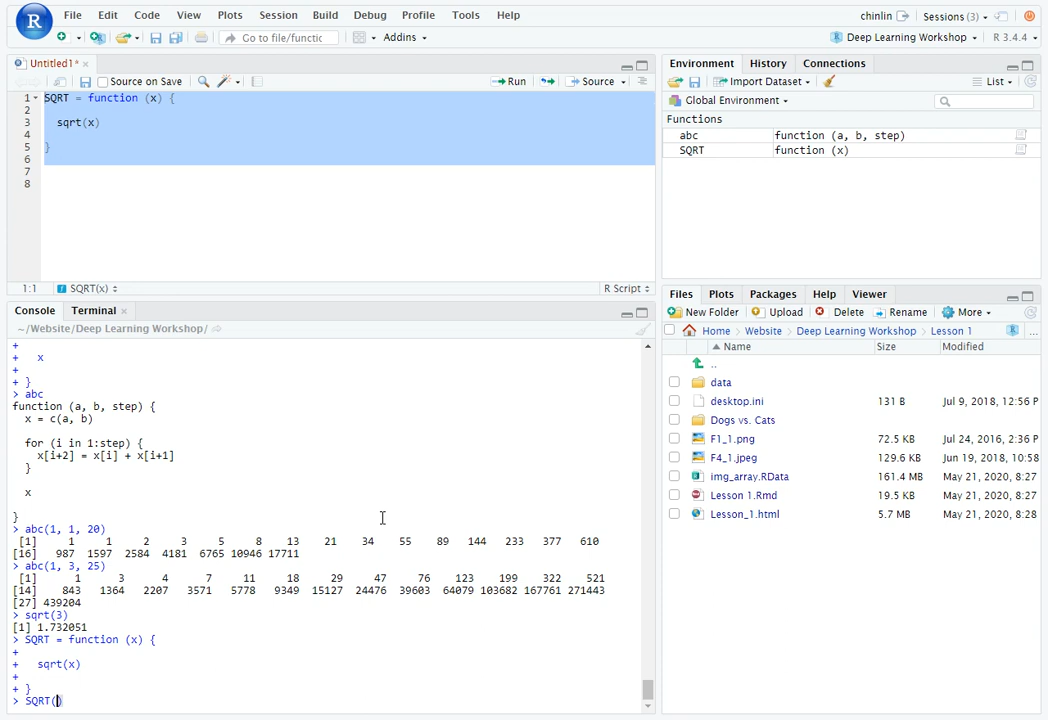 File Edit Code View Plots Session Build Debug Profile Tools Help
chinlin Sessions (3)
Go to file/functic Addins
Deep Learning Workshop R 3.4.4
Untitled1*
Source on Save Run Source
1 SQRT = function (x) {
2
3 sqrt(x)
4
5 }
6
7
8
1:1 SQRT(x) R Script
Console Terminal
~/Website/Deep Learning Workshop/
+
+ x
+
+ }
> abc
function (a, b, step) {
x = c(a, b)
for (i in 1:step) {
x[i+2] = x[i] + x[i+1]
}
x
}
> abc(1, 1, 20)
[1] 1 1 2 3 5 8 13 21 34 55 89 144 233 377 610
[16] 987 1597 2584 4181 6765 10946 17711
> abc(1, 3, 25)
[1] 1 3 4 7 11 18 29 47 76 123 199 322 521
[14] 843 1364 2207 3571 5778 9349 15127 24476 39603 64079 103682 167761 271443
[27] 439204
> sqrt(3)
[1] 1.732051
> SQRT = function (x) {
+
+ sqrt(x)
+
+ }
> SQRT()
Environment History Connections
Import Dataset List
Global Environment
Functions
abc function (a, b, step)
SQRT function (x)
Files Plots Packages Help Viewer
New Folder Upload Delete Rename More
Home Website Deep Learning Workshop Lesson 1 ...
Name Size Modified
..
data
desktop.ini 131 B Jul 9, 2018, 12:56 P
Dogs vs. Cats
F1_1.png 72.5 KB Jul 24, 2016, 2:36 P
F4_1.jpeg 129.6 KB Jun 19, 2018, 10:58
img_array.RData 161.4 MB May 21, 2020, 8:27
Lesson 1.Rmd 19.5 KB May 21, 2020, 8:27
Lesson_1.html 5.7 MB May 21, 2020, 8:28